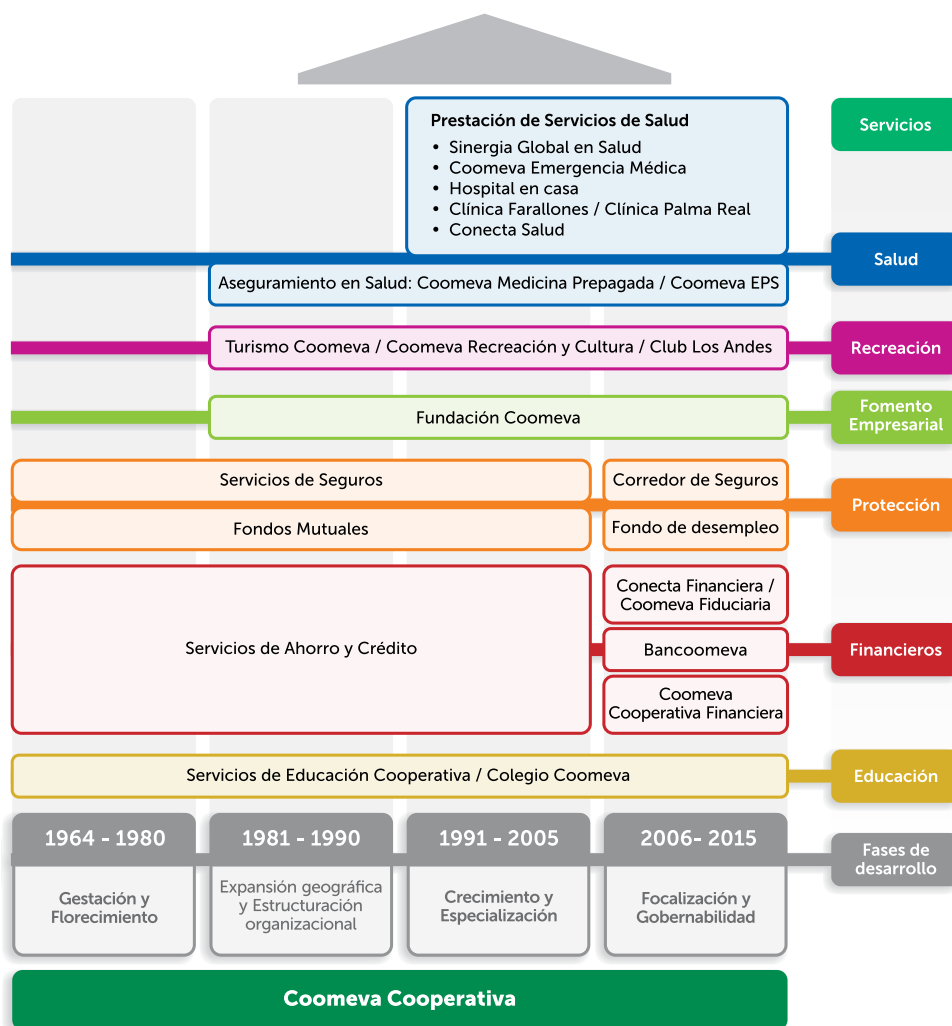 Prestación de Servicios de Salud
• Sinergia Global en Salud
• Coomeva Emergencia Médica
• Hospital en casa
• Clínica Farallones / Clínica Palma Real
• Conecta Salud
Servicios
Salud
Aseguramiento en Salud: Coomeva Medicina Prepagada / Coomeva EPS
Turismo Coomeva / Coomeva Recreación y Cultura / Club Los Andes
Recreación
Fundación Coomeva
Fomento
Empresarial
Servicios de Seguros
Corredor de Seguros
Protección
Fondos Mutuales
Fondo de desempleo
Servicios de Ahorro y Crédito
Conecta Financiera /
Coomeva Fiduciaria
Bancoomeva
Coomeva
Cooperativa Financiera
Financieros
Servicios de Educación Cooperativa / Colegio Coomeva
Educación
1964 - 1980
Gestación y
Florecimiento
1981 - 1990
Expansión geográfica
y Estructuración
organizacional
1991 - 2005
Crecimiento y
Especialización
2006- 2015
Focalización y
Gobernabilidad
Fases de
desarrollo
Coomeva Cooperativa